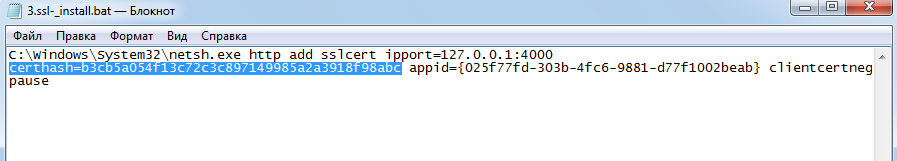 3.ssl-_install.bat — Блокнот
Файл Правка Формат Вид Справка
C:\Windows\System32\netsh.exe http add sslcert ipport=127.0.0.1:4000
certhash=b3cb5a054f13c72c3c897149985a2a3918f98abc appid={025f77fd-303b-4fc6-9881-d77f1002beab} clientcertneg
pause